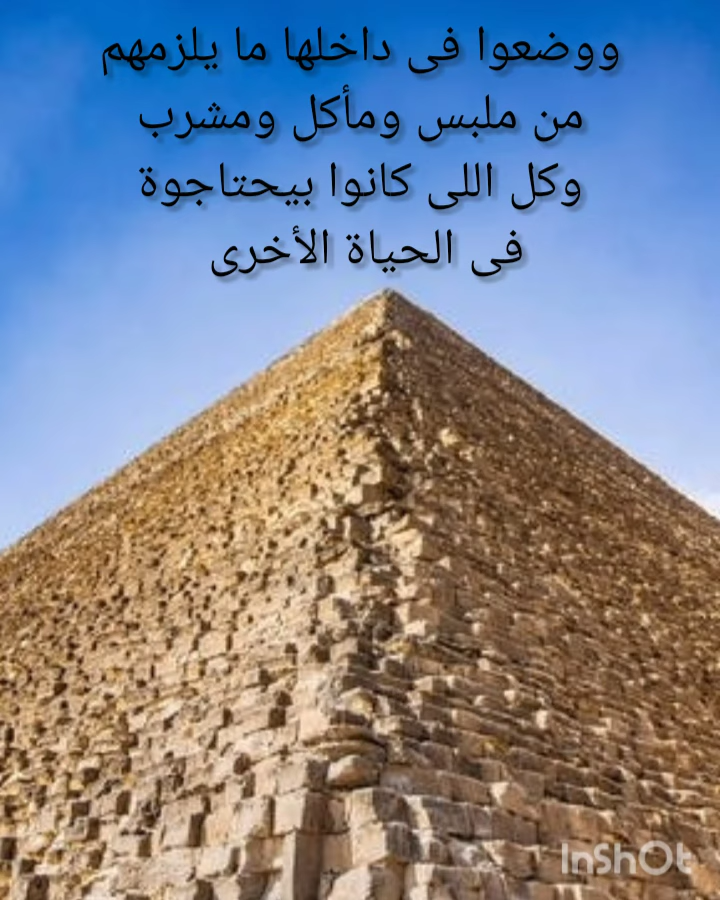 ووضعوا فى داخلها ما يلزمهم
من ملبس ومأكل ومشرب
وكل اللى كانوا بيحتاجوة
فى الحياة الأخرى
InShOt